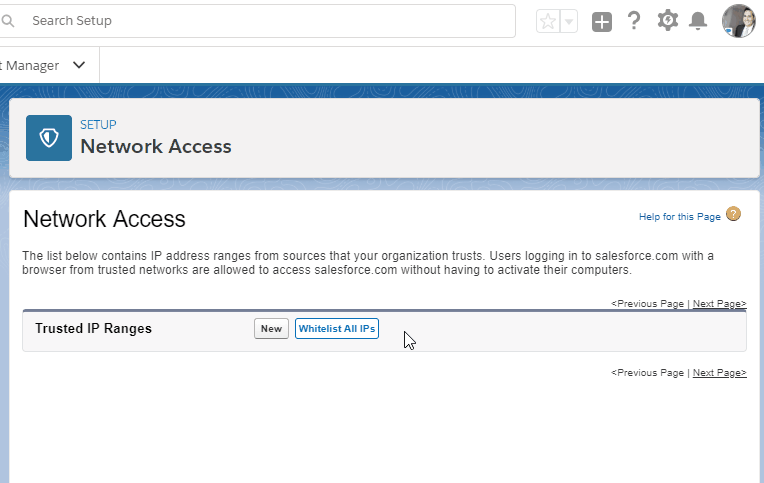 Search Setup
t Manager
SETUP
Network Access
Network Access
Help for this Page ?
The list below contains IP address ranges from sources that your organization trusts. Users logging in to salesforce.com with a
browser from trusted networks are allowed to access salesforce.com without having to activate their computers.
<Previous Page | Next Page>
Trusted IP Ranges New Whitelist All IPs
<Previous Page | Next Page>